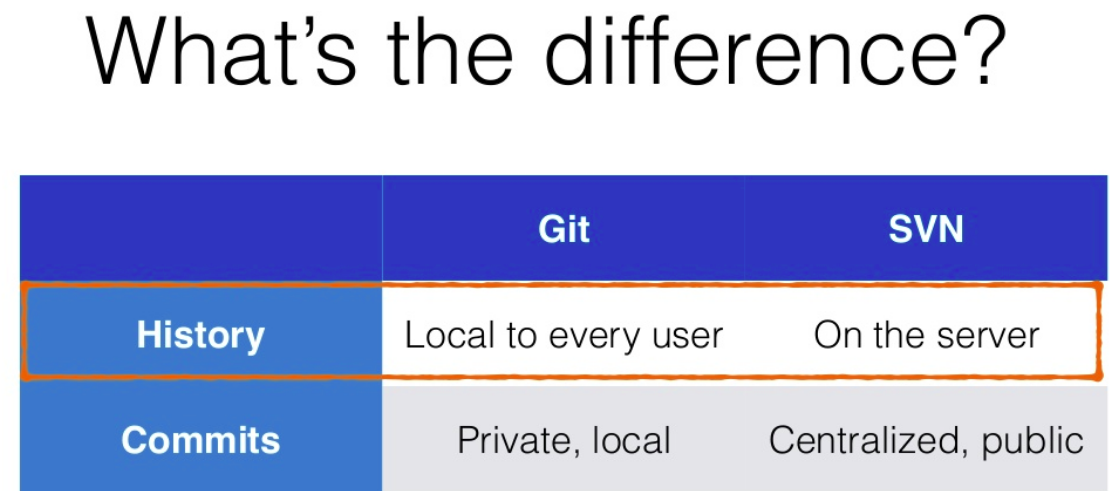 What's the difference?
Git SVN
History Local to every user On the server
Commits Private, local Centralized, public